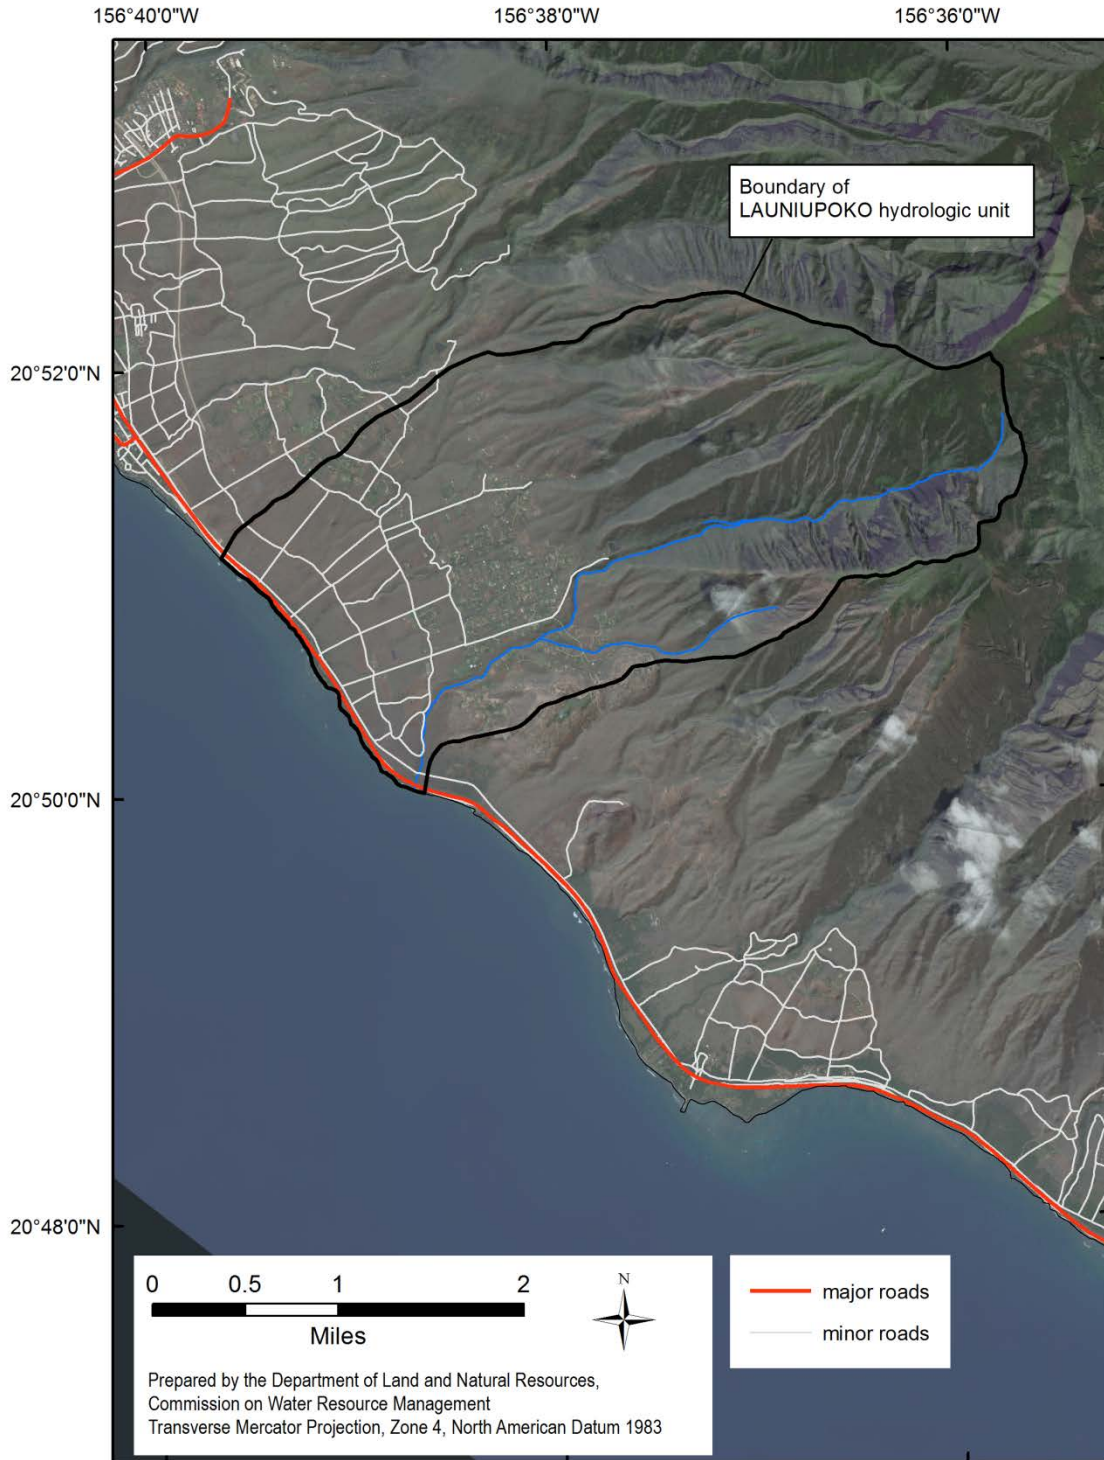 156°40'0"W 156°38'0"W 156°36'0"W
Boundary of
LAUNIUPOKO hydrologic unit
20°52'0"N
20°50'0"N
20°48'0"N
0 0.5 1 2
Miles
N
Prepared by the Department of Land and Natural Resources,
Commission on Water Resource Management
Transverse Mercator Projection, Zone 4, North American Datum 1983
major roads
minor roads